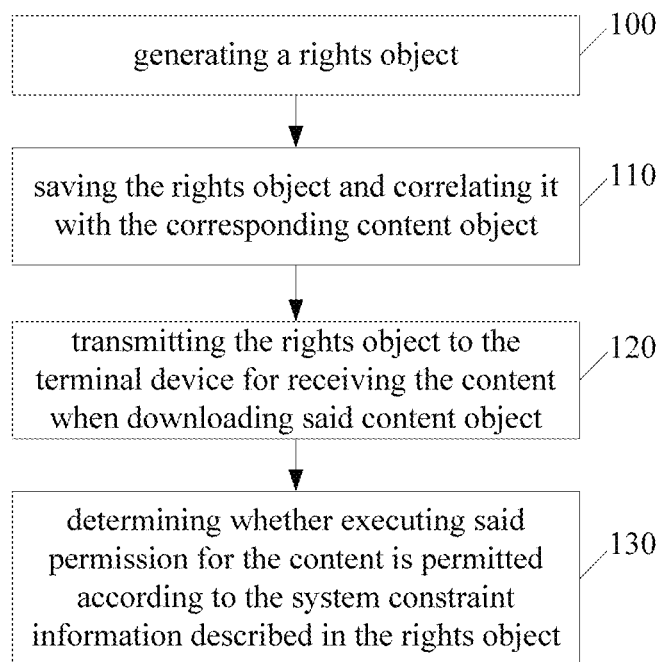 generating a rights object
100
saving the rights object and correlating it
with the corresponding content object
110
transmitting the rights object to the
terminal device for receiving the content
when downloading said content object
120
determining whether executing said
permission for the content is permitted
according to the system constraint
information described in the rights object
130